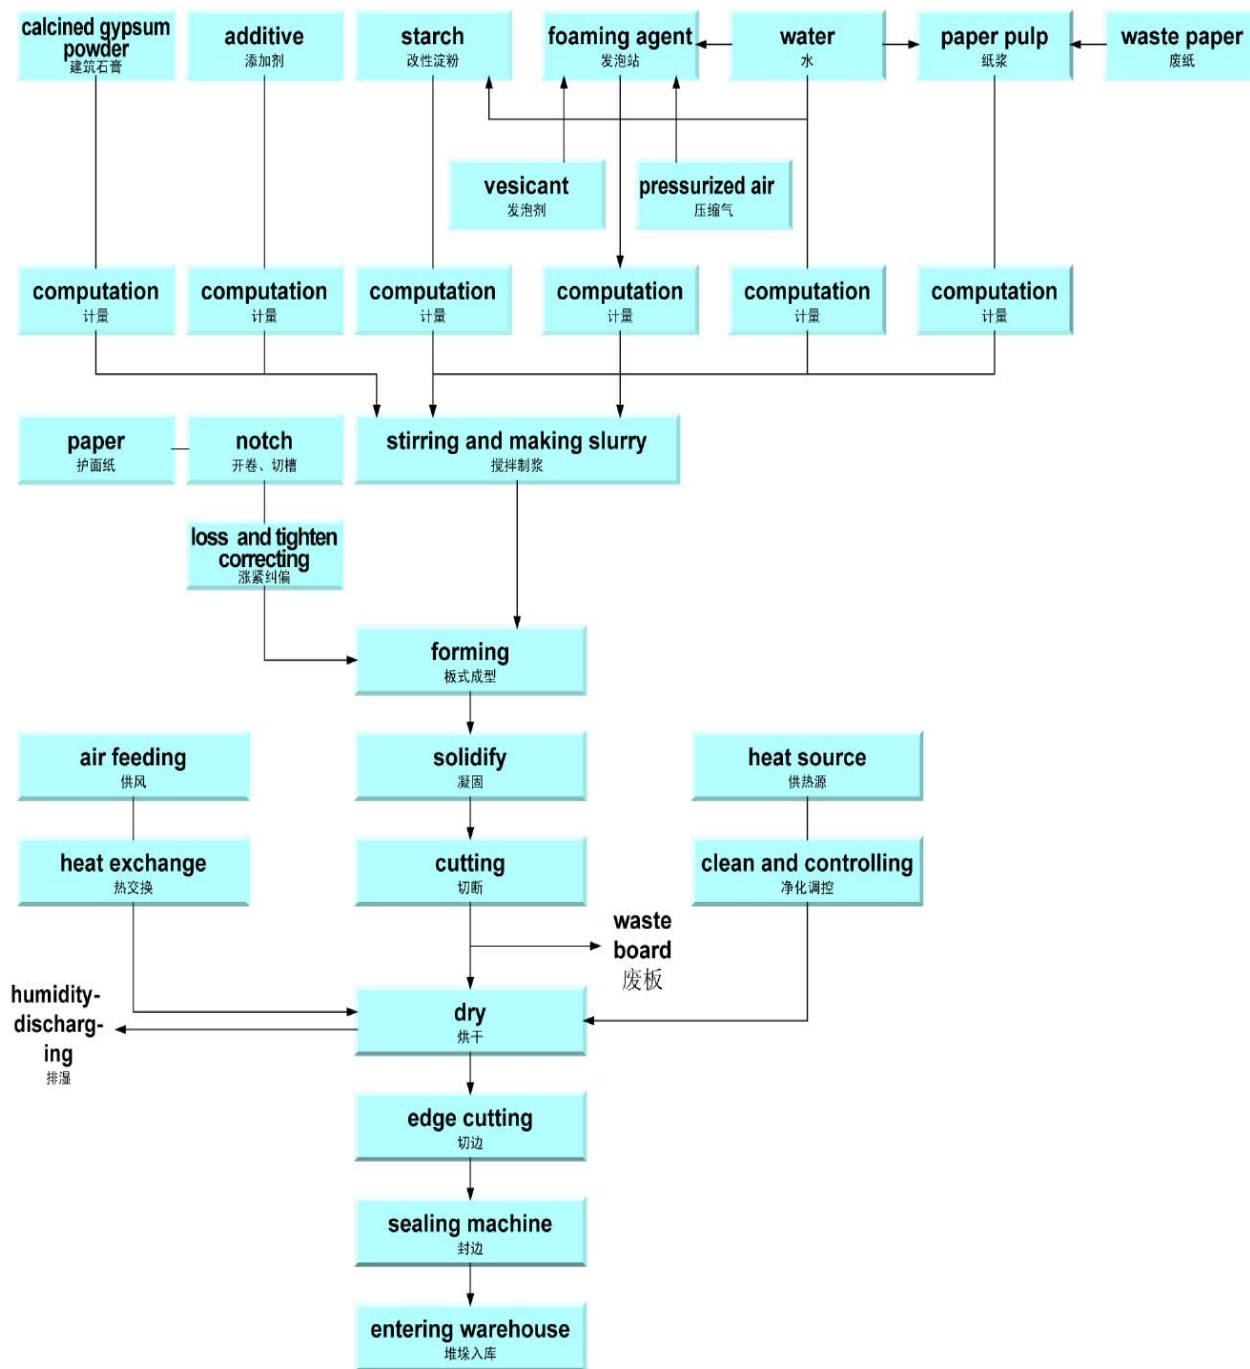 calcined gypsum
powder
建筑石膏
additive
添加剂
starch
改性淀粉
foaming agent
发泡站
water
水
paper pulp
纸浆
waste paper
废纸
vesicant
发泡剂
pressurized air
压缩气
computation
计量
computation
计量
computation
计量
computation
计量
computation
计量
computation
计量
paper
护面纸
notch
开卷、切槽
stirring and making slurry
搅拌制浆
loss and tighten
correcting
涨紧纠偏
forming
板式成型
air feeding
供风
solidify
凝固
heat source
供热源
heat exchange
热交换
cutting
切断
clean and controlling
净化调控
waste
board
废板
humidity-
discharg-
ing
排湿
dry
烘干
edge cutting
切边
sealing machine
封边
entering warehouse
堆垛入库